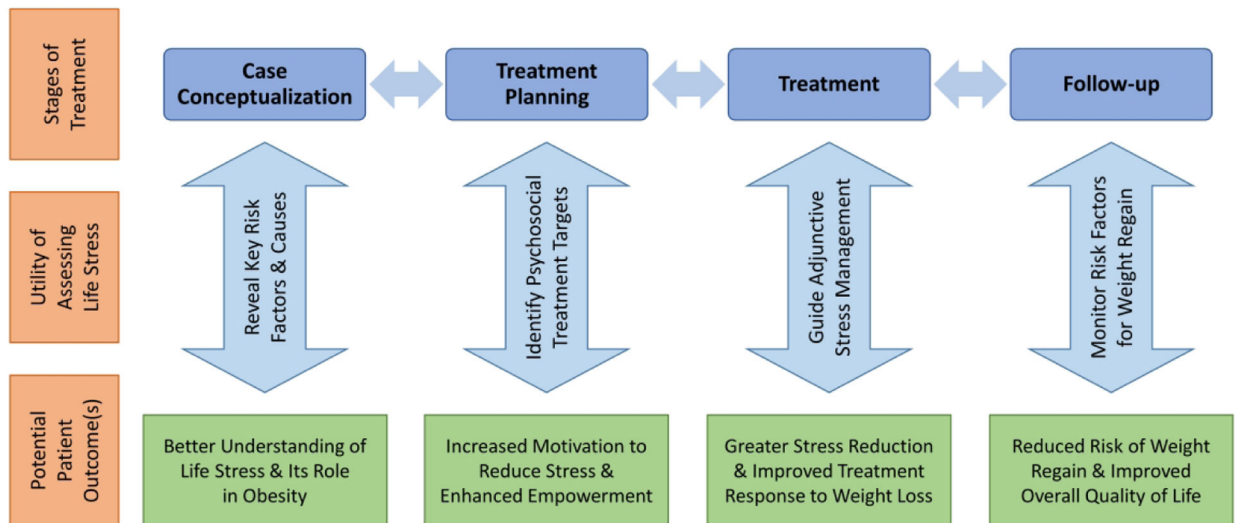 Stages of
Treatment
Case
Conceptualization
Treatment
Planning
Treatment
Follow-up
Utility of
Assessing
Life Stress
Reveal Key Risk
Factors & Causes
Identify Psychosocial
Treatment Targets
Guide Adjunctive
Stress Management
Monitor Risk Factors
for Weight Regain
Potential
Patient
Outcome(s)
Better Understanding of
Life Stress & Its Role
in Obesity
Increased Motivation to
Reduce Stress &
Enhanced Empowerment
Greater Stress Reduction
& Improved Treatment
Response to Weight Loss
Reduced Risk of Weight
Regain & Improved
Overall Quality of Life